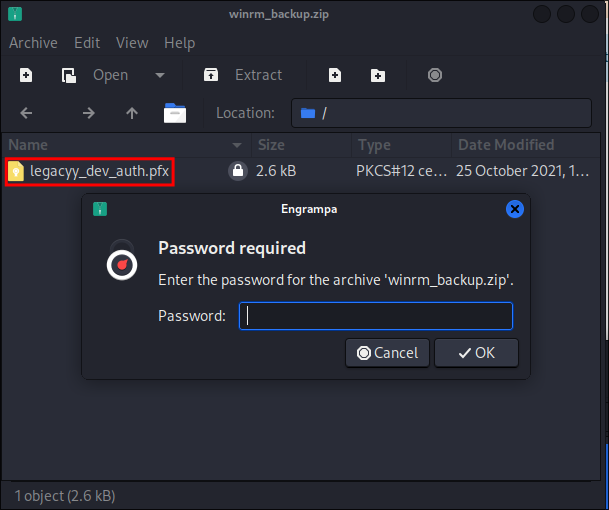 winrm_backup.zip
Archive Edit View Help
Open Extract
Location: /
Name Size Type Date Modified
legacyy_dev_auth.pfx 2.6 kB PKCS#12 ce... 25 October 2021, 1...
Engrampa
Password required
Enter the password for the archive 'winrm_backup.zip'.
Password:
Cancel OK
1 object (2.6 kB)